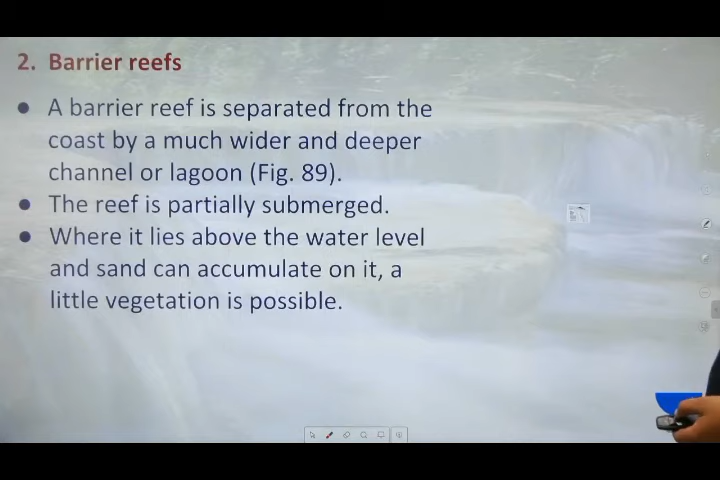 2. Barrier reefs
● A barrier reef is separated from the
coast by a much wider and deeper
channel or lagoon (Fig. 89).
● The reef is partially submerged.
● Where it lies above the water level
and sand can accumulate on it, a
little vegetation is possible.